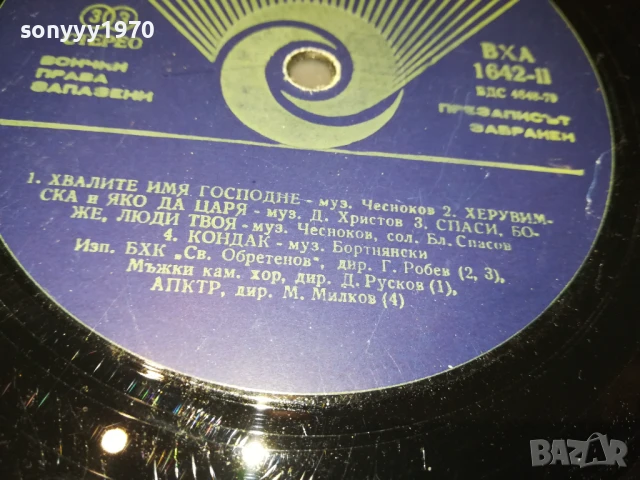 sonyyy1970
33
СТЕРЕО
ВСИЧКИ
ПРАВА
ЗАПАЗЕНИ
ВХА
1642-II
БДС 4548-79
ПРЕЗАПИСЪТ
ЗАБРАНЕН
1. ХВАЛИТЕ ИМЯ ГОСПОДНЕ - муз. Чесноков 2. ХЕРУВИМ-
СКА и ЯКО ДА ЦАРЯ - муз. Д. Христов 3. СПАСИ, БО-
ЖЕ, ЛЮДИ ТВОЯ - муз. Чесноков, сол. Бл. Спасов
4. КОНДАК - муз. Бортнянски
Изп. БХК „Св. Обретенов", дир. Г. Робев (2, 3),
Мъжки кам. хор, дир. Д. Русков (1),
АПКТР, дир. М. Милков (4)
BAZAR